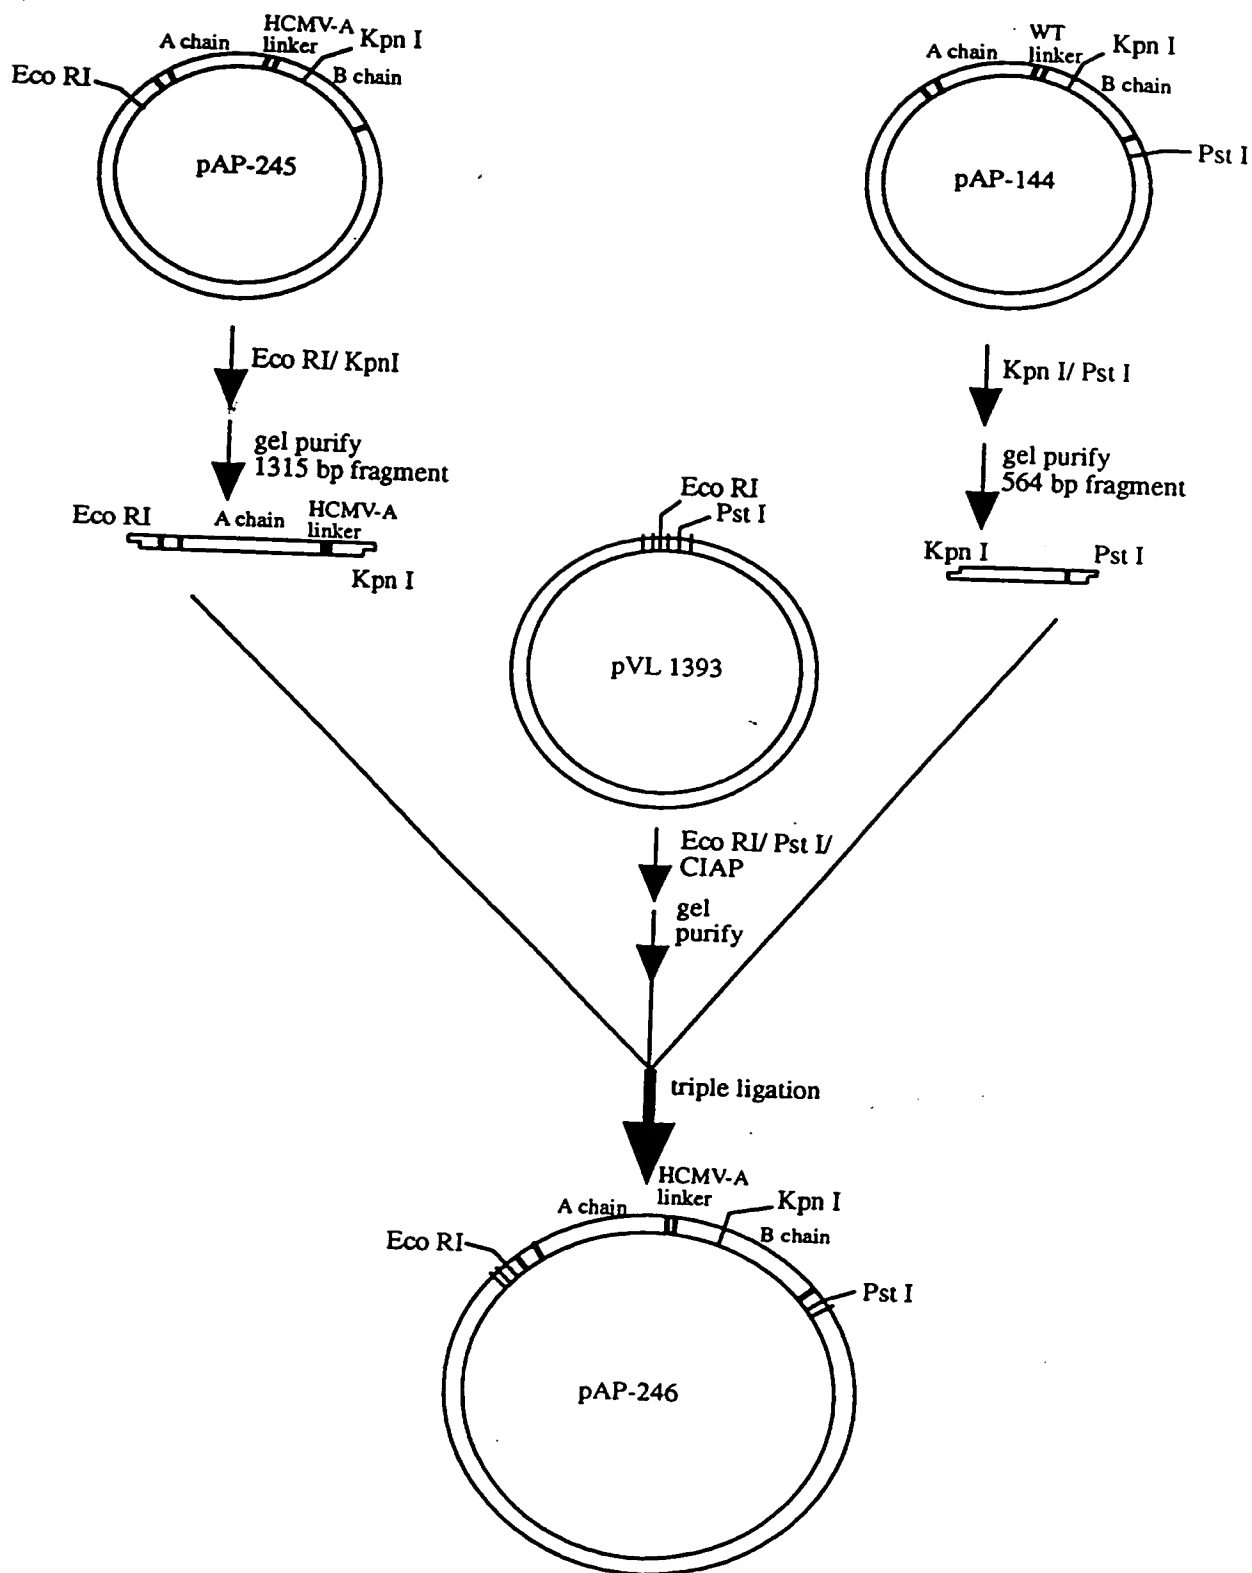 A chain
HCMV-A
linker
Kpn I
Eco RI
B chain
pAP-245
A chain
WT
linker
Kpn I
B chain
Pst I
pAP-144
Eco RI/ KpnI
gel purify
1315 bp fragment
Eco RI
A chain
HCMV-A
linker
Kpn I
Kpn I/ Pst I
gel purify
564 bp fragment
Kpn I
Pst I
Eco RI
Pst I
pVL 1393
Eco RI/ Pst I/
CIAP
gel
purify
triple ligation
A chain
HCMV-A
linker
Kpn I
Eco RI
B chain
Pst I
pAP-246